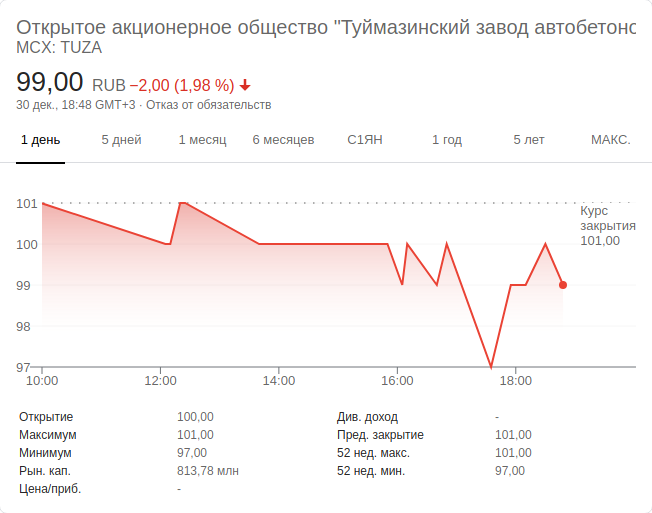 Открытое акционерное общество "Туймазинский завод автобетоно
MCX: TUZA
99,00 RUB −2,00 (1,98 %)
30 дек., 18:48 GMT+3 · Отказ от обязательств
1 день 5 дней 1 месяц 6 месяцев С1ЯН 1 год 5 лет МАКС.
101
Курс
закрытия
101,00
100
99
98
97
10:00 12:00 14:00 16:00 18:00
Открытие 100,00 Див. доход -
Максимум 101,00 Пред. закрытие 101,00
Минимум 97,00 52 нед. макс. 101,00
Рын. кап. 813,78 млн 52 нед. мин. 97,00
Цена/приб. -